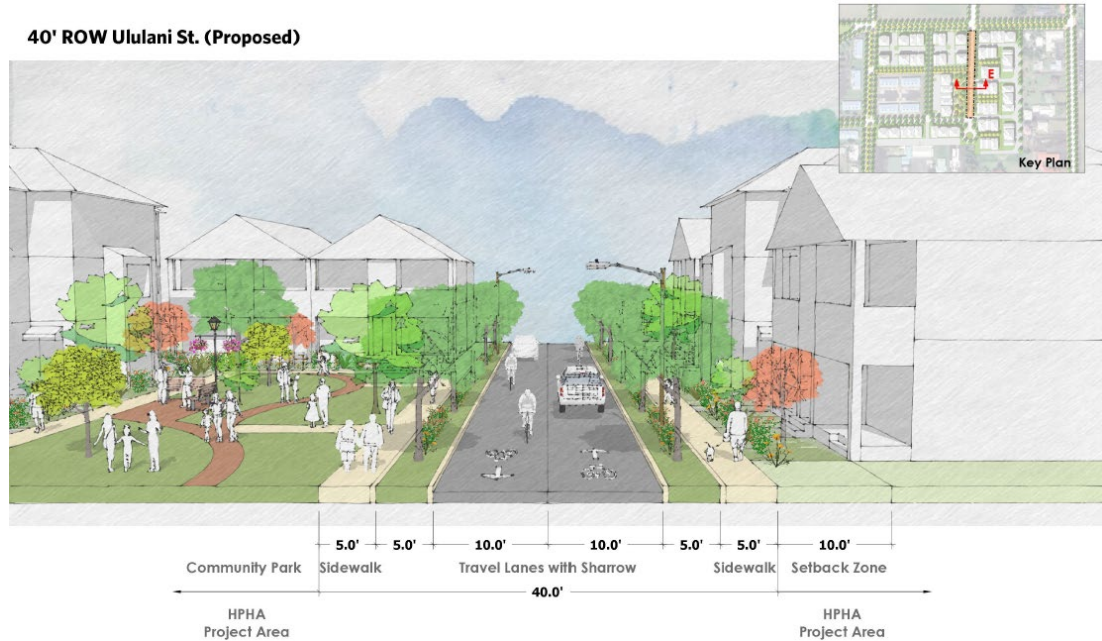 40' ROW Ululani St. (Proposed)
E
Key Plan
5.0' 5.0' 10.0' 10.0' 5.0' 5.0' 10.0'
Community Park Sidewalk Travel Lanes with Sharrow Sidewalk Setback Zone
40.0'
HPHA HPHA
Project Area Project Area